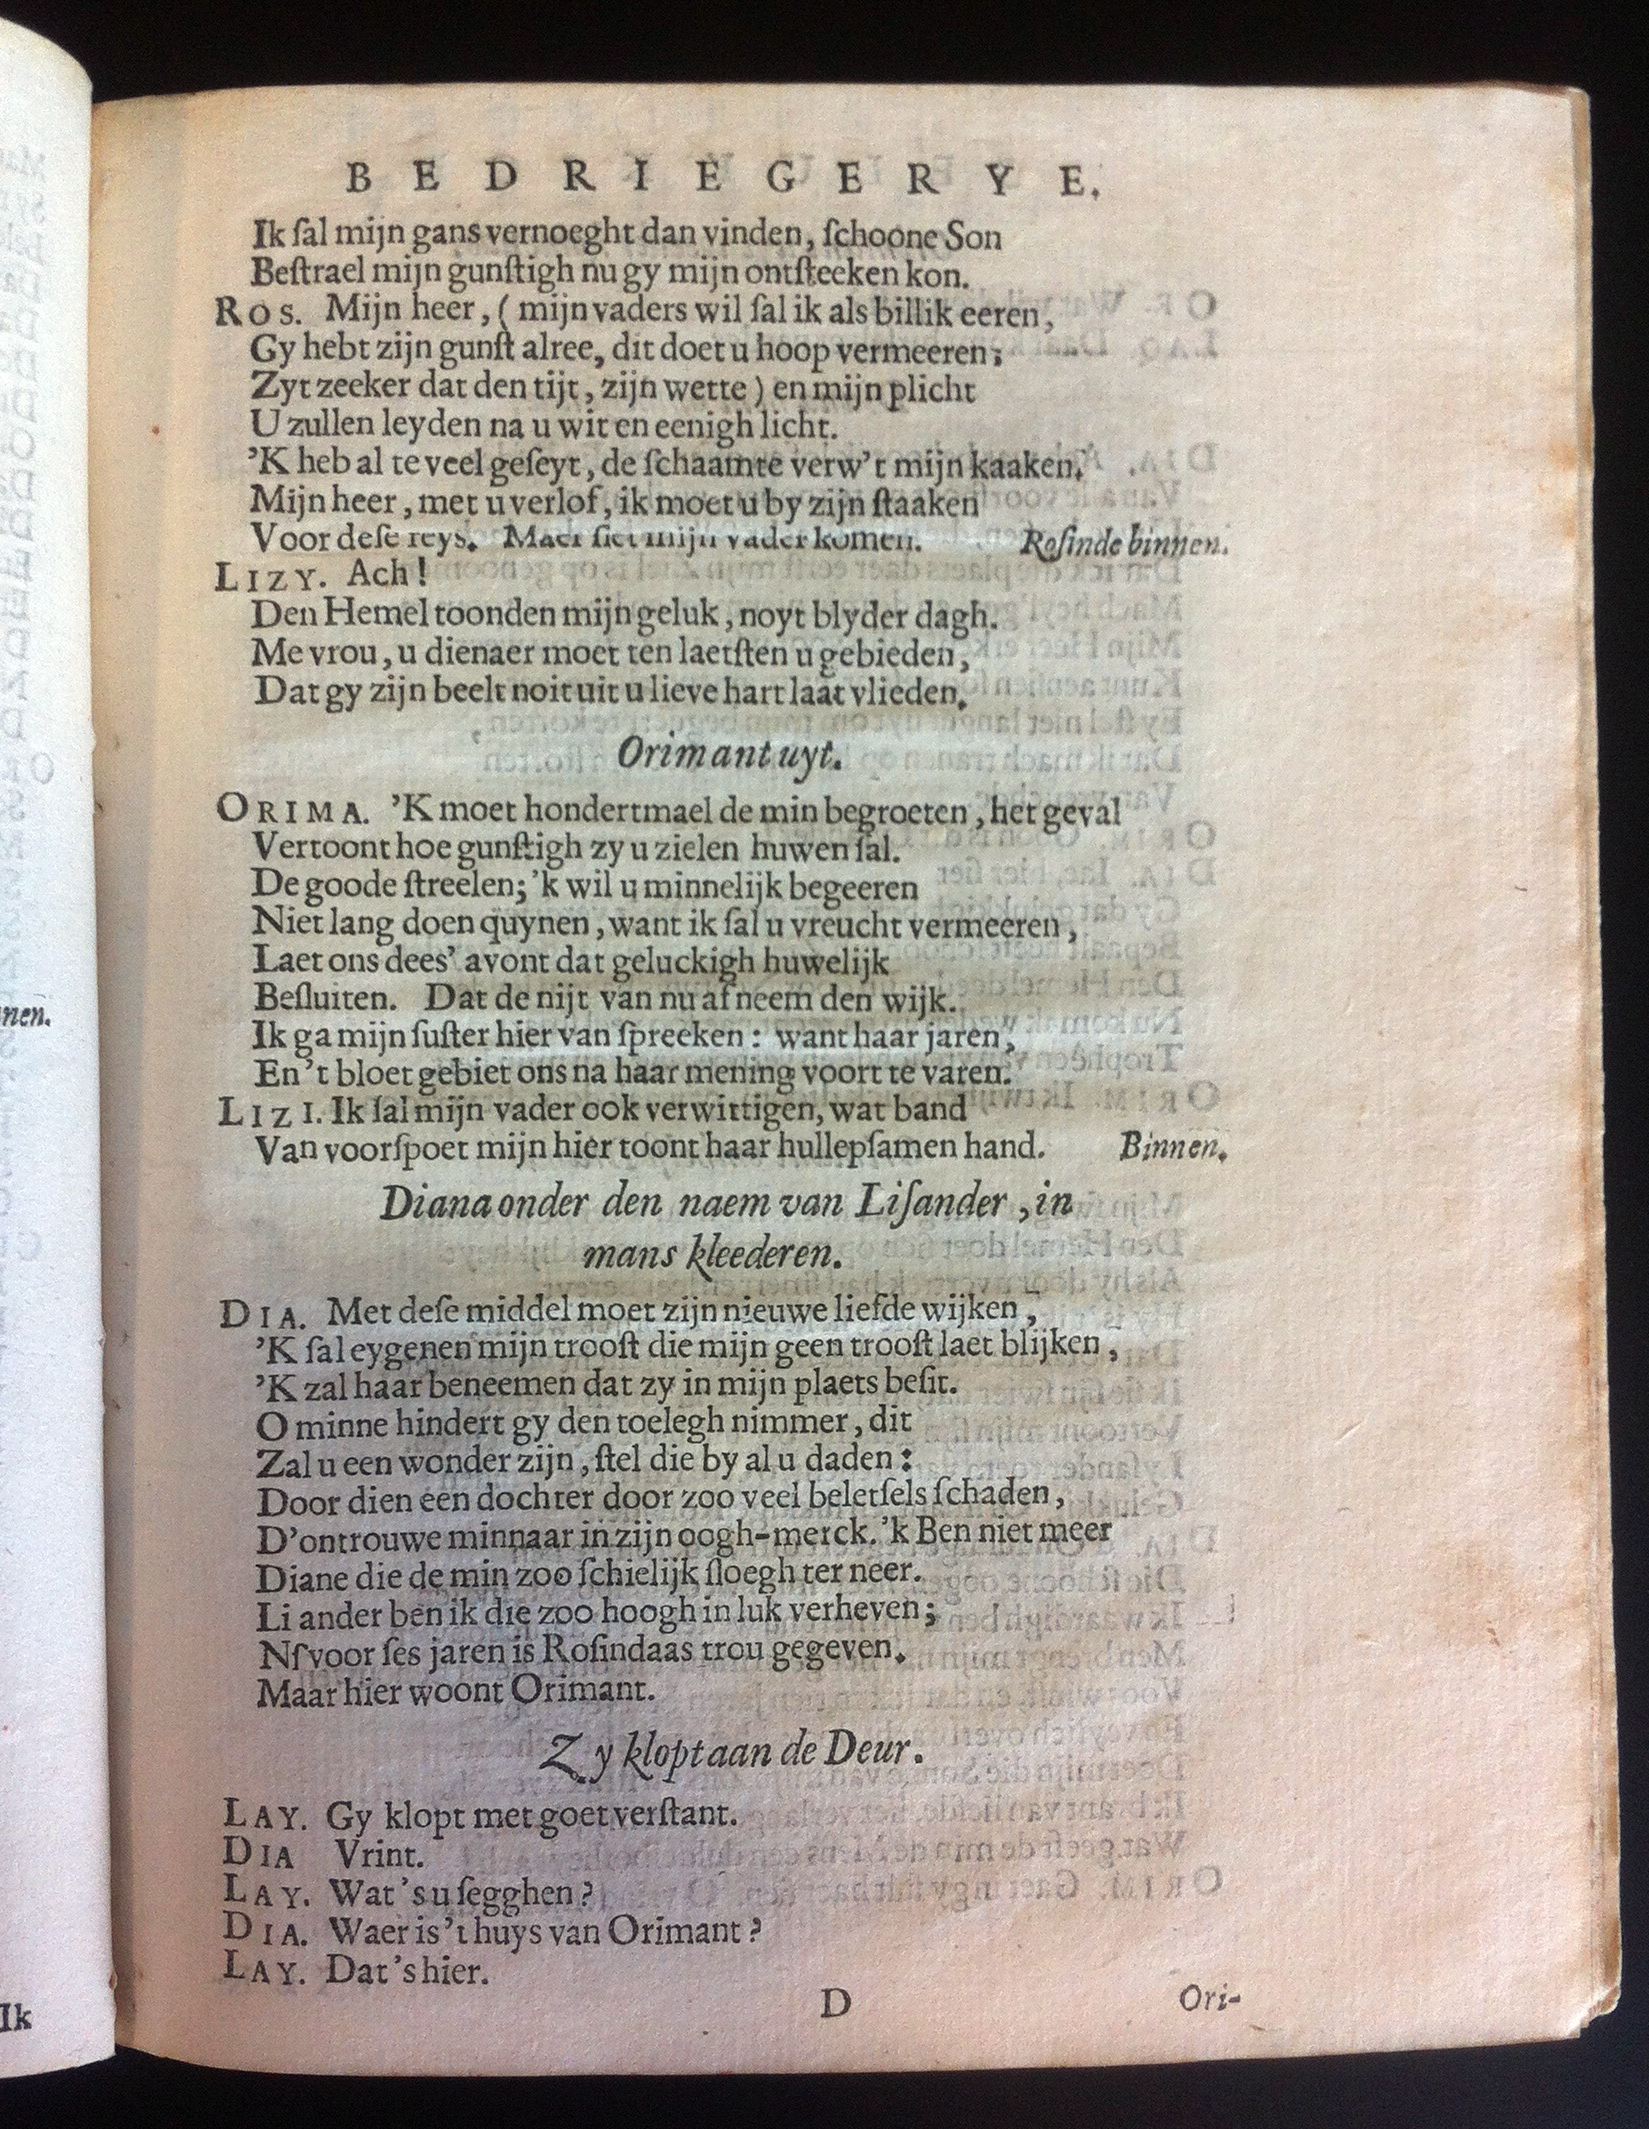 BEDRIEGERYE.
Ik ſal mijn gans vernoeght dan vinden, ſchoone Son
Beſtrael mijn gunſtigh nu gy mijn ontſteeken kon.
ROS. Mijn heer, ( mijn vaders wil ſal ik als billik eeren,
Gy hebt zijn gunſt alree, dit doet u hoop vermeeren;
Zyt zeeker dat den tijt, zijn wette ) en mijn plicht
U zullen leyden na u wit en eenigh licht.
'K heb al te veel geſeyt, de ſchaamte verw't mijn kaaken.
Mijn heer, met u verlof, ik moet u by zijn ſtaaken
Voor deſe reys. Maer ſiet mijn vader komen. Roſinde binnen.
LIZY. Ach!
Den Hemel toonden mijn geluk, noyt blyder dagh.
Me vrou, u dienaer moet ten laetſten u gebieden,
Dat gy zijn beelt noit uit u lieve hart laat vlieden.
Orimant uyt.
ORIMA. 'K moet hondertmael de min begroeten, het geval
Vertoont hoe gunſtigh zy u zielen huwen ſal.
De goode ſtreelen; 'k wil u minnelijk begeeren
Niet lang doen quynen, want ik ſal u vreucht vermeeren,
Laet ons dees' avont dat geluckigh huwelijk
Beſluiten. Dat de nijt van nu af neem den wijk.
Ik ga mijn ſuſter hier van ſpreeken: want haar jaren,
En't bloet gebiet ons na haar mening voort te varen.
LIZI. Ik ſal mijn vader ook verwittigen, wat band
Van voorſpoet mijn hier toont haar hullepſamen hand. Binnen.
Diana onder den naem van Liſander, in
mans kleederen.
DIA. Met deſe middel moet zijn nieuwe liefde wijken,
'K ſal eygenen mijn trooſt die mijn geen trooſt laet blijken,
'K zal haar beneemen dat zy in mijn plaets beſit.
O minne hindert gy den toelegh nimmer, dit
Zal u een wonder zijn, ſtel die by al u daden:
Door dien een dochter door zoo veel beletſels ſchaden,
D'ontrouwe minnaar in zijn oogh-merck. 'k Ben niet meer
Diane die de min zoo ſchielijk ſloegh ter neer.
Li ander ben ik die zoo hoogh in luk verheven;
Nſ voor ſes jaren is Roſindaas trou gegeven.
Maar hier woont Orimant.
Zy klopt aan de Deur.
LAY. Gy klopt met goet verſtant.
DIA Vrint.
LAY. Wat 's u ſegghen?
DIA. Waer is 't huys van Orimant?
LAY. Dat 's hier.
D Ori-
nen.
Ik